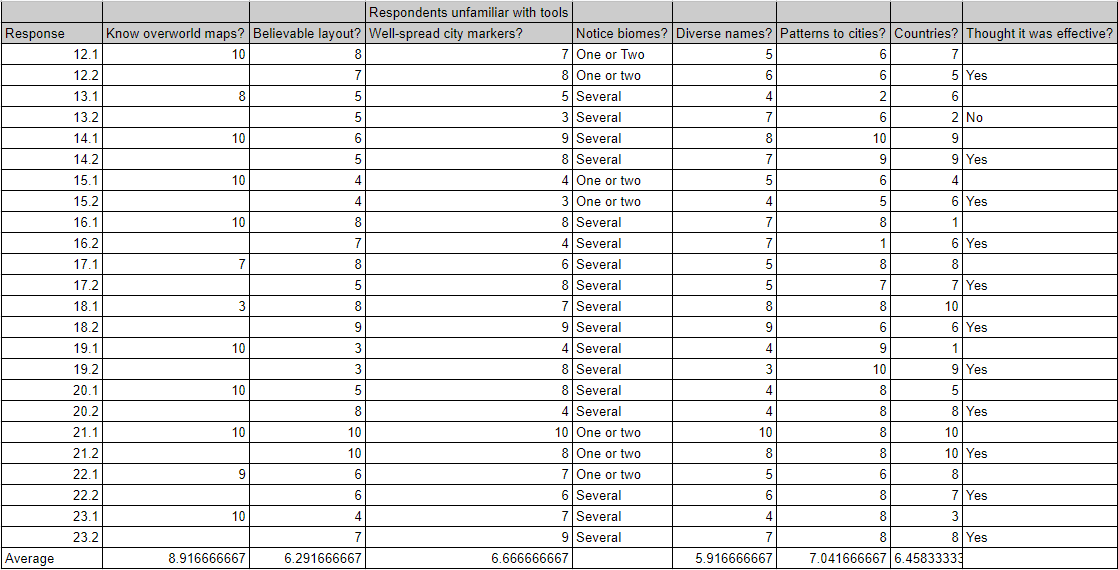 Respondents unfamiliar with tools
Response Know overworld maps? Believable layout? Well-spread city markers? Notice biomes? Diverse names? Patterns to cities? Countries? Thought it was effective?
12.1 10 8 7 One or Two 5 6 7
12.2 7 8 One or two 6 6 5 Yes
13.1 8 5 5 Several 4 2 6
13.2 5 3 Several 7 6 2 No
14.1 10 6 9 Several 8 10 9
14.2 5 8 Several 7 9 9 Yes
15.1 10 4 4 One or two 5 6 4
15.2 4 3 One or two 4 5 6 Yes
16.1 10 8 8 Several 7 8 1
16.2 7 4 Several 7 1 6 Yes
17.1 7 8 6 Several 5 8 8
17.2 5 8 Several 5 7 7 Yes
18.1 3 8 7 Several 8 8 10
18.2 9 9 Several 9 6 6 Yes
19.1 10 3 4 Several 4 9 1
19.2 3 8 Several 3 10 9 Yes
20.1 10 5 8 Several 4 8 5
20.2 8 4 Several 4 8 8 Yes
21.1 10 10 10 One or two 10 8 10
21.2 10 8 One or two 8 8 10 Yes
22.1 9 6 7 One or two 5 6 8
22.2 6 6 Several 6 8 7 Yes
23.1 10 4 7 Several 4 8 3
23.2 7 9 Several 7 8 8 Yes
Average 8.916666667 6.291666667 6.666666667 5.916666667 7.041666667 6.45833333